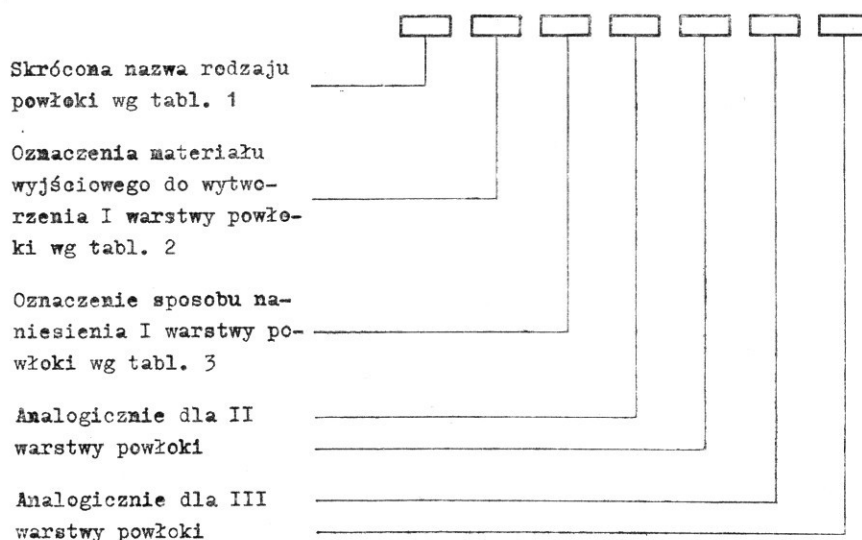 Skrócona nazwa rodzaju
powłoki wg tabl. 1
Oznaczenia materiału
wyjściowego do wytwo-
rzenia I warstwy powło-
ki wg tabl. 2
Oznaczenie sposobu na-
niesienia I warstwy po-
włoki wg tabl. 3
Analogicznie dla II
warstwy powłoki
Analogicznie dla III
warstwy powłoki